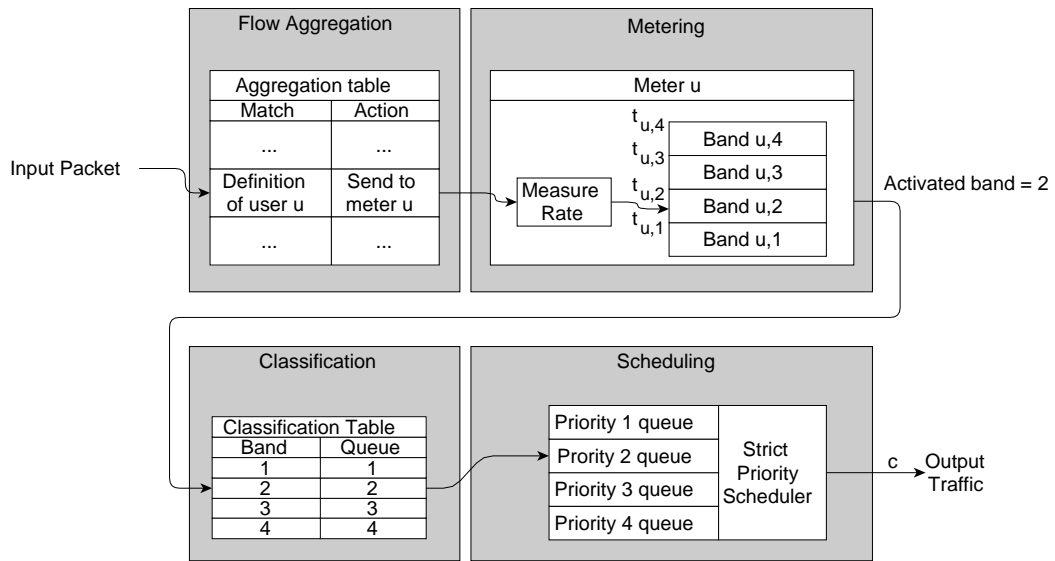 Flow Aggregation
Metering
Aggregation table
Match Action
... ...
Definition of user u Send to meter u
... ...
Input Packet
Meter u
Measure Rate
t u,4
t u,3
t u,2
t u,1
Band u,4
Band u,3
Band u,2
Band u,1
Activated band = 2
Classification
Scheduling
Classification Table
Band Queue
1 1
2 2
3 3
4 4
Priority 1 queue
Prority 2 queue
Priority 3 queue
Priority 4 queue
Strict
Priority
Scheduler
c
Output
Traffic